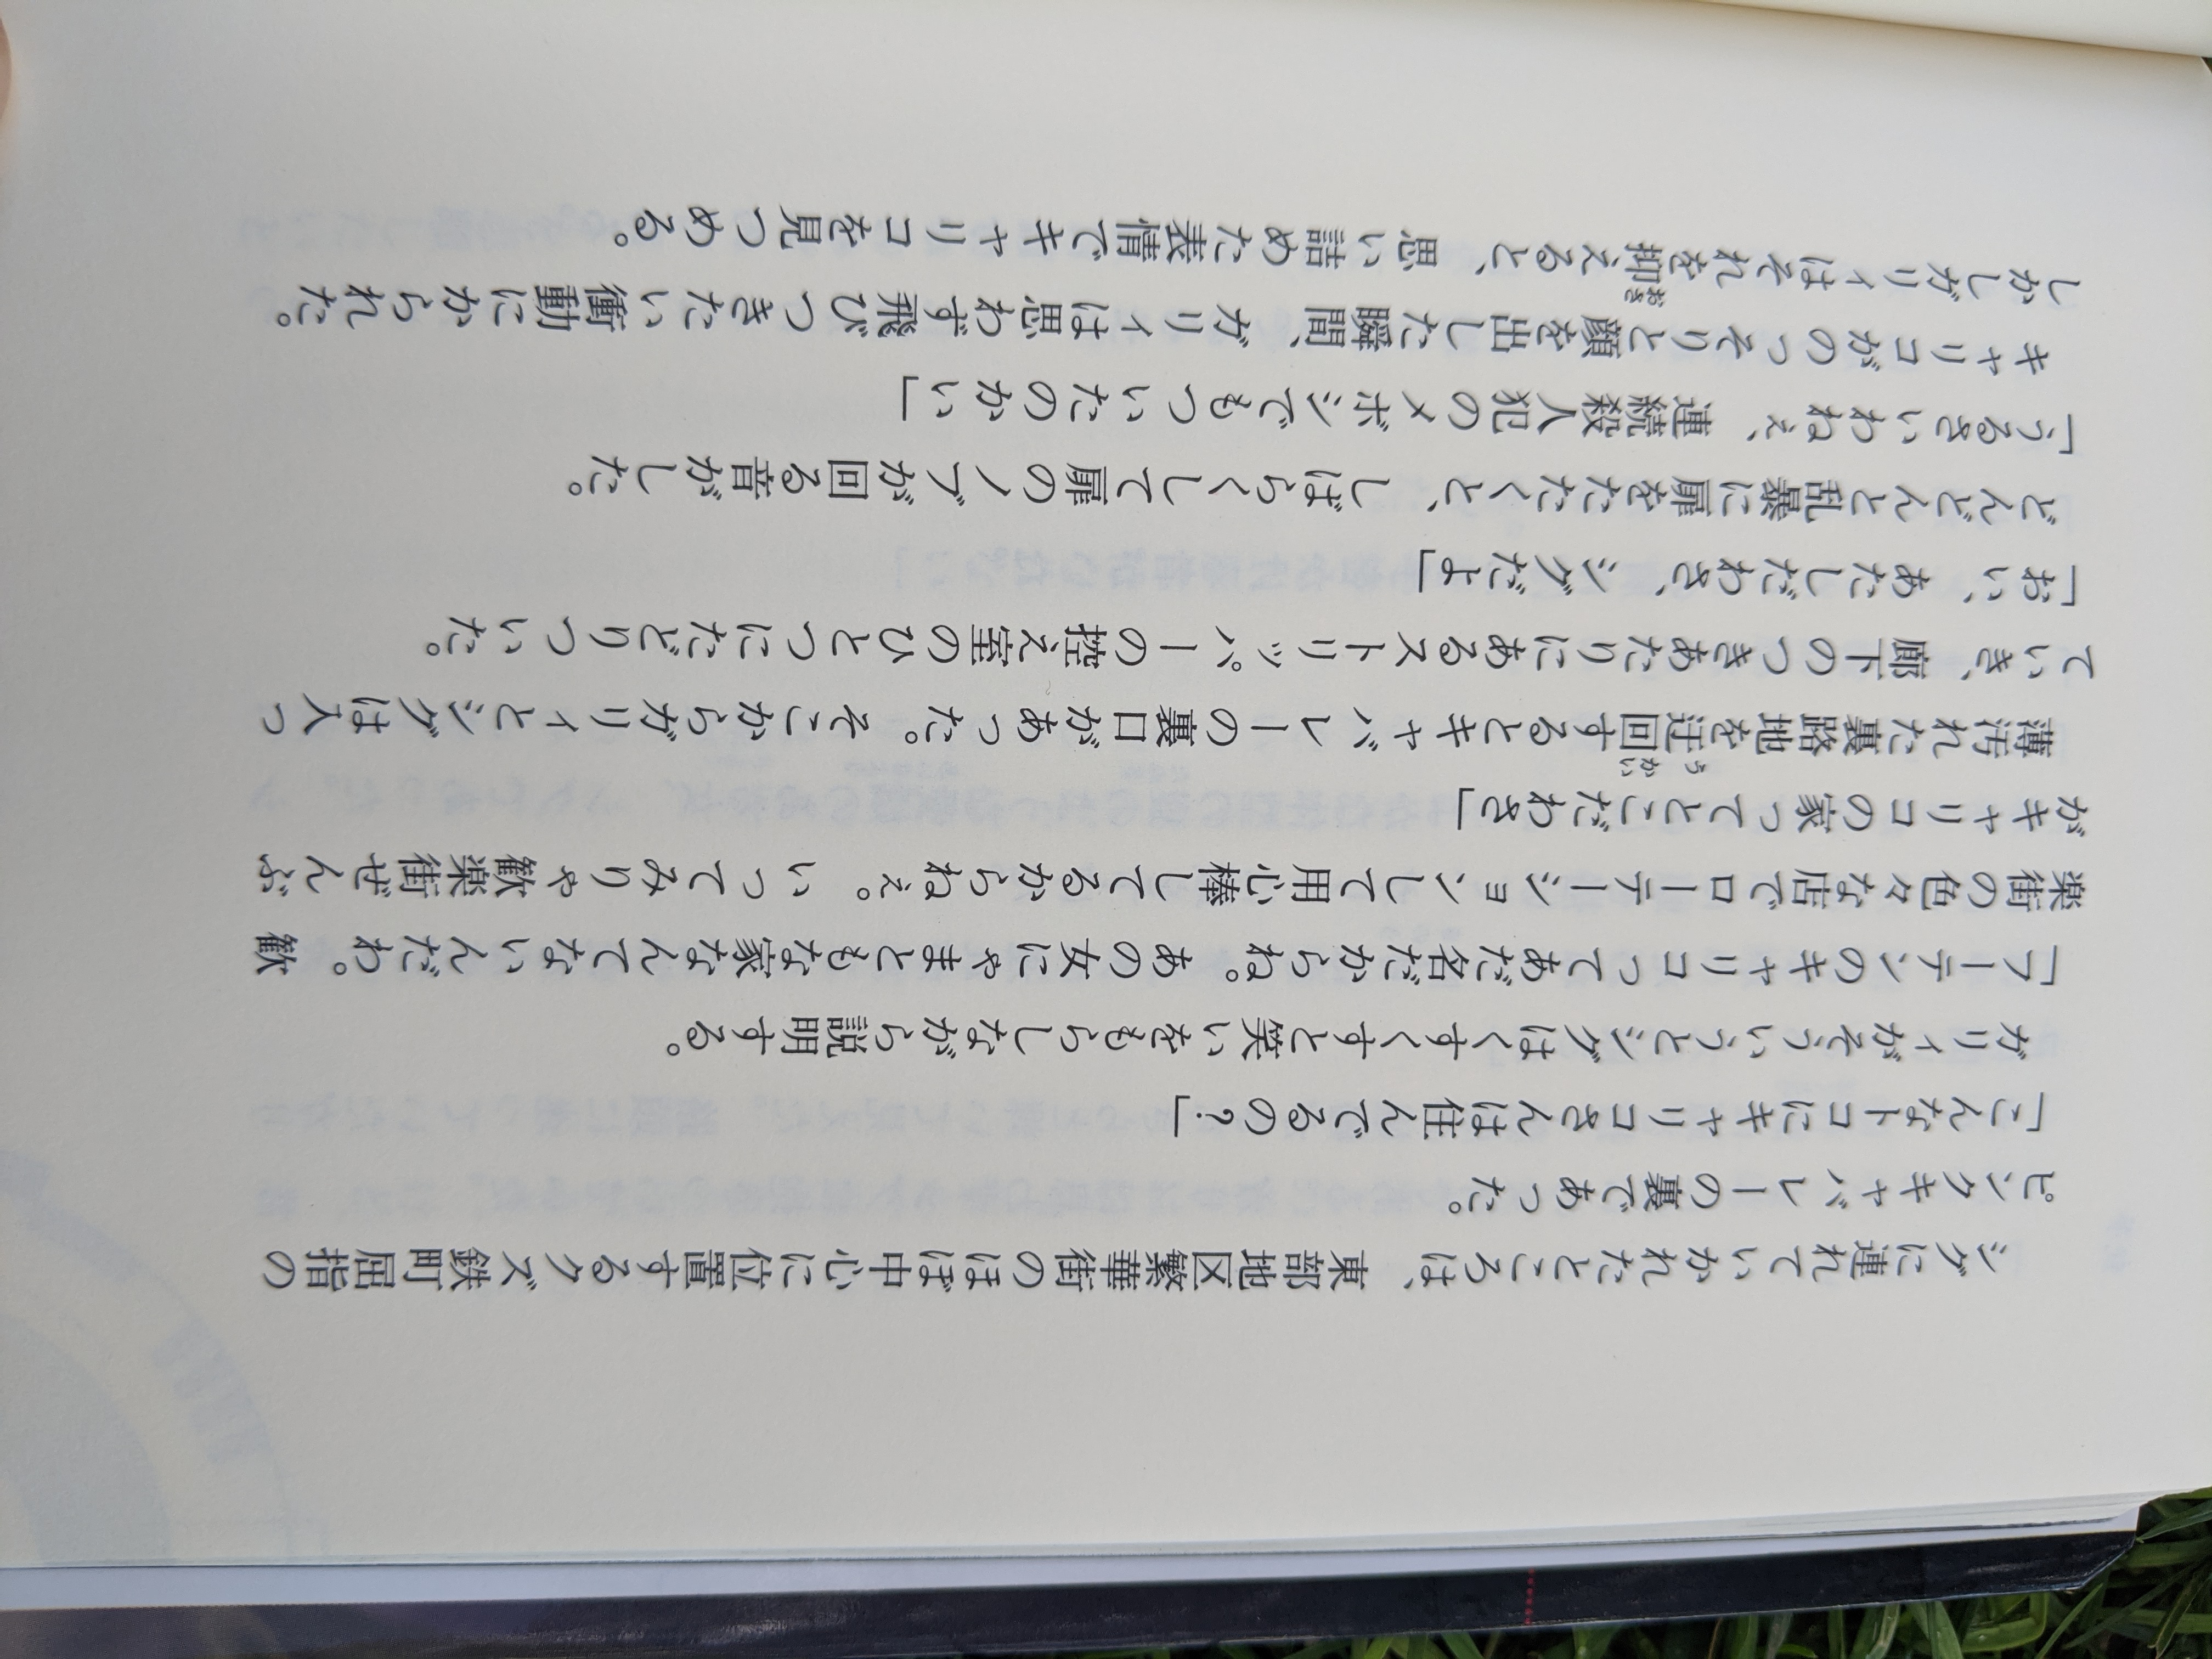 シグに連れていかれたところは、東部地区繁華街のほぼ中心に位置するクズ鉄町屈指の
ピンクキャバレーの裏であった。
「こんなトコにキャリコさんは住んでるの？」
ガリィがそういうとシグはくすくすと笑いをもらしながら説明する。
「フーテンのキャリコってあだ名だからね。あの女にゃまともな家なんてないんだわ。歓
楽街の色々な店でローテーションして用心棒してるからねぇ。いってみりゃ歓楽街ぜんぶ
がキャリコの家ってとこだわさ」
薄汚れた裏路地を迂回するとキャバレーの裏口があった。そこからガリィとシグは入っ
ていき、廊下のつきあたりにあるストリッパーの控え室のひとつにたどりついた。
「おい、あたしだわさ、シグだよ」
どんどんと乱暴に扉をたたくと、しばらくして扉のノブが回る音がした。
「うるさいわねぇ、連続殺人犯のメボシでもついたのかい」
キャリコがのっそりと顔を出した瞬間、ガリィは思わず飛びつきたい衝動にかられた。
しかしガリィはそれを抑えると、思い詰めた表情でキャリコを見つめる。